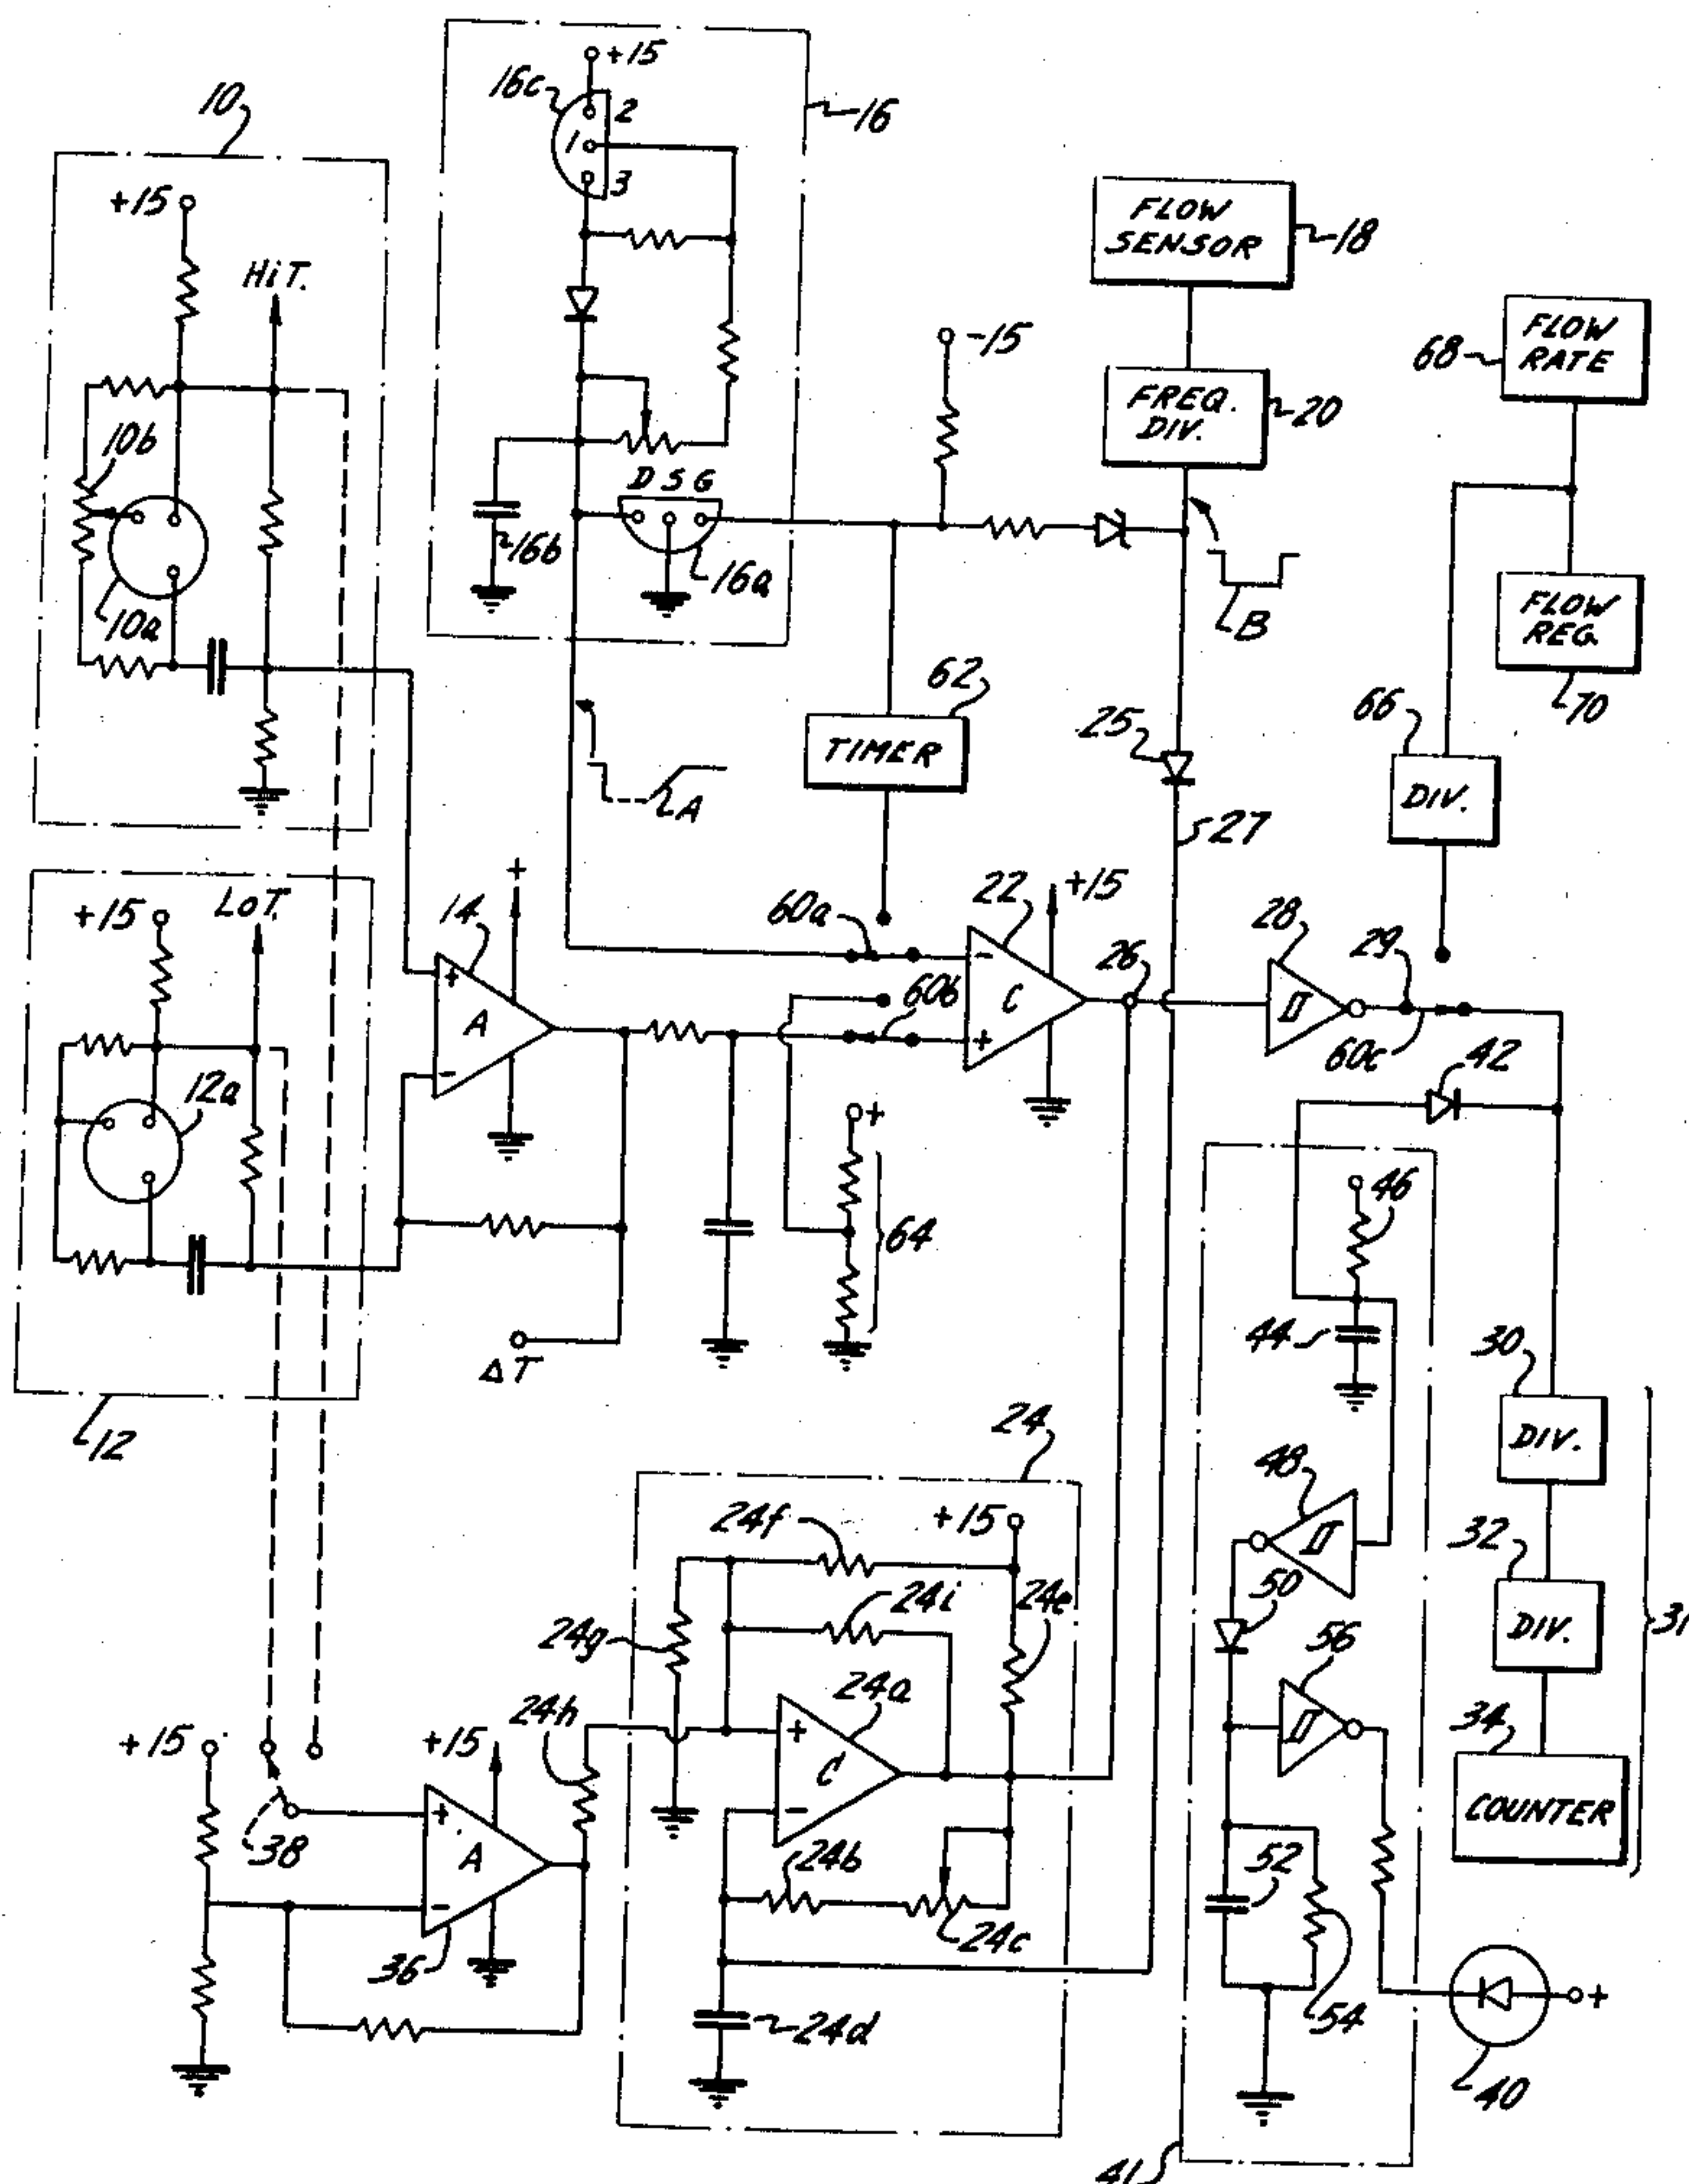 +15
16c
2
1
3
16
10
+15
HiT.
FLOW
SENSOR
18
FLOW
RATE
68
-15
FREQ.
DIV.
20
10b
D S G
16b
16a
10a
B
FLOW
REG.
70
62
TIMER
25
66
DIV.
A
27
+15
LoT.
+
14
60a
22
+15
28
29
26
+
A
-
-
C
+
60b
II
60c
42
12a
+
64
46
44
ΔT
30
DIV.
12
24
48
II
24f
+15
32
DIV.
31
24i
24e
50
24g
56
24a
II
34
COUNTER
+15
24h
+15
+
C
-
38
+
A
-
24b
52
24c
36
54
+
24d
40
41